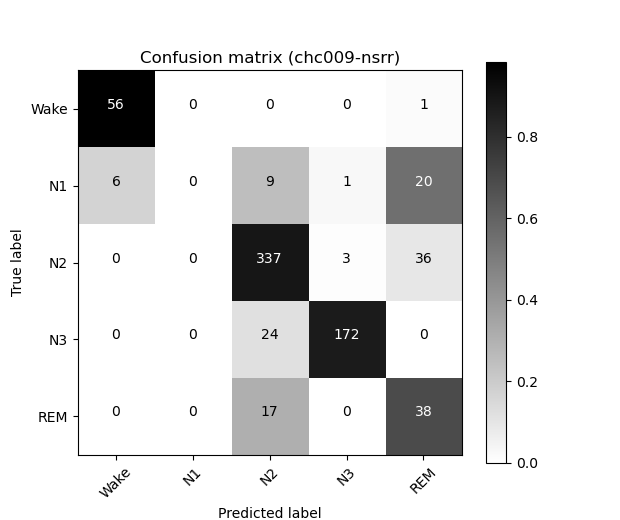 Confusion matrix (chc009-nsrr)
True label
Wake 56 0 0 0 1
N1 6 0 9 1 20
N2 0 0 337 3 36
N3 0 0 24 172 0
REM 0 0 17 0 38
Wake N1 N2 N3 REM
Predicted label
0.8
0.6
0.4
0.2
0.0